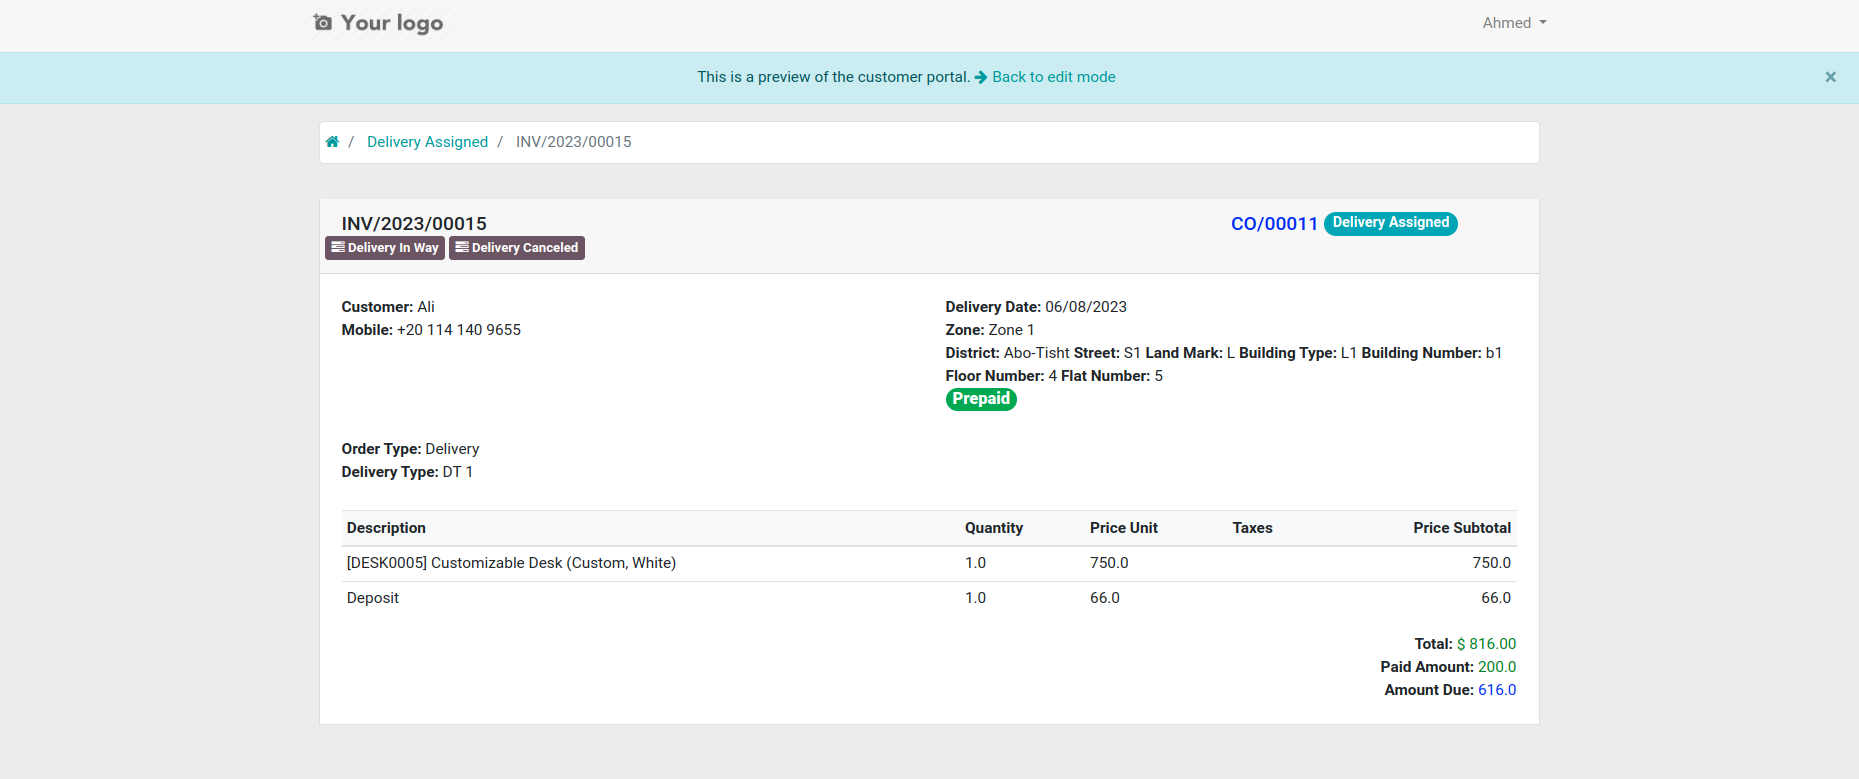 Your logo
Ahmed
This is a preview of the customer portal. Back to edit mode
×
/ Delivery Assigned / INV/2023/00015
INV/2023/00015
CO/00011 Delivery Assigned
Delivery In Way Delivery Canceled
Customer: Ali
Mobile: +20 114 140 9655
Delivery Date: 06/08/2023
Zone: Zone 1
District: Abo-Tisht Street: S1 Land Mark: L Building Type: L1 Building Number: b1
Floor Number: 4 Flat Number: 5
Prepaid
Order Type: Delivery
Delivery Type: DT 1
Description Quantity Price Unit Taxes Price Subtotal
[DESK0005] Customizable Desk (Custom, White) 1.0 750.0 750.0
Deposit 1.0 66.0 66.0
Total: $ 816.00
Paid Amount: 200.0
Amount Due: 616.0